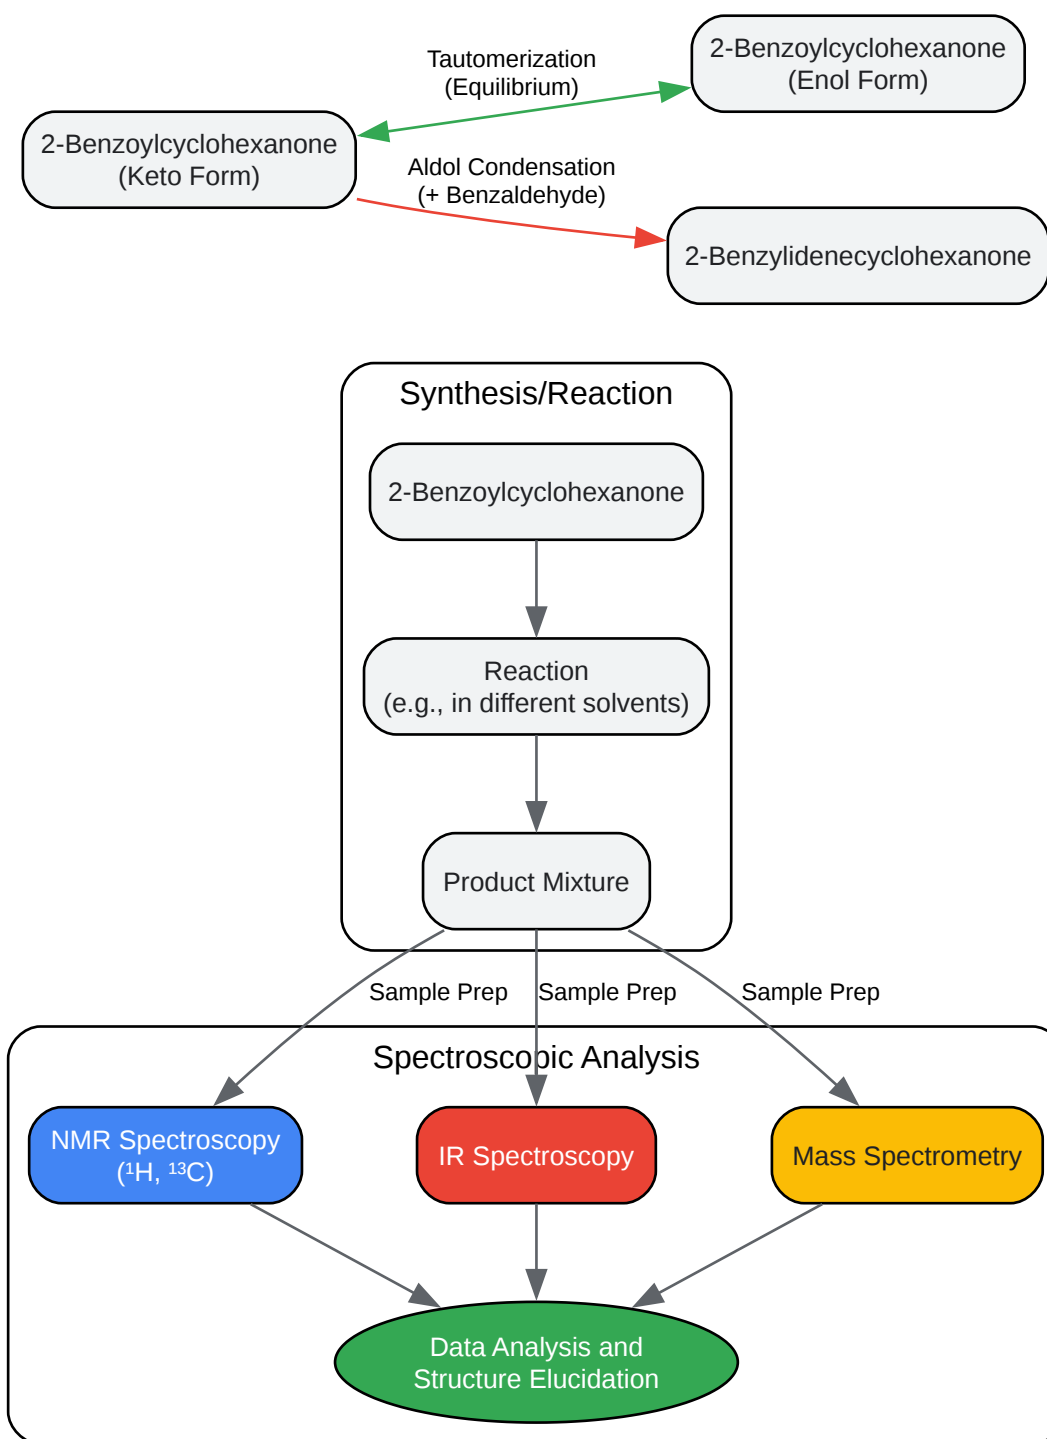 2-Benzoylcyclohexanone
(Enol Form)
Tautomerization
(Equilibrium)
2-Benzoylcyclohexanone
(Keto Form)
Aldol Condensation
(+ Benzaldehyde)
2-Benzylidenecyclohexanone
Synthesis/Reaction
2-Benzoylcyclohexanone
Reaction
(e.g., in different solvents)
Product Mixture
Sample Prep
Sample Prep
Sample Prep
Spectroscopic Analysis
NMR Spectroscopy
(¹H, ¹³C)
IR Spectroscopy
Mass Spectrometry
Data Analysis and
Structure Elucidation